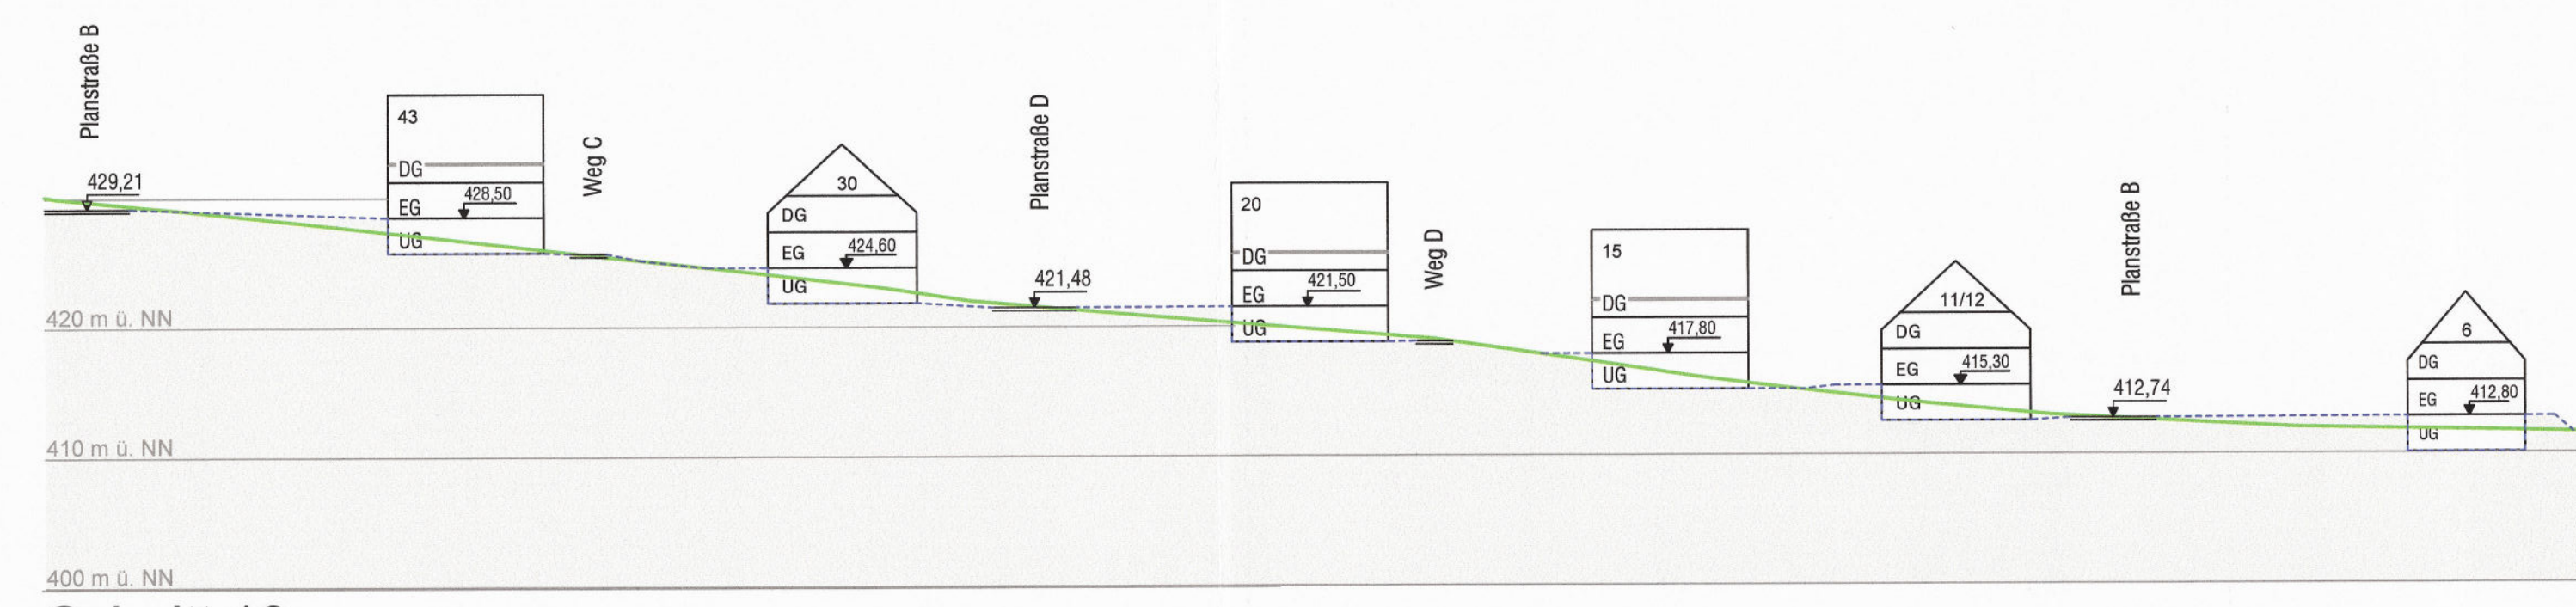 Planstraße B
429,21
43
DG
EG
428,50
UG
Weg C
30
DG
EG
424,60
UG
Planstraße D
421,48
20
DG
EG
421,50
UG
Weg D
15
DG
EG
417,80
UG
11/12
DG
EG
415,30
UG
Planstraße B
412,74
6
DG
EG
412,80
UG
420 m ü. NN
410 m ü. NN
400 m ü. NN